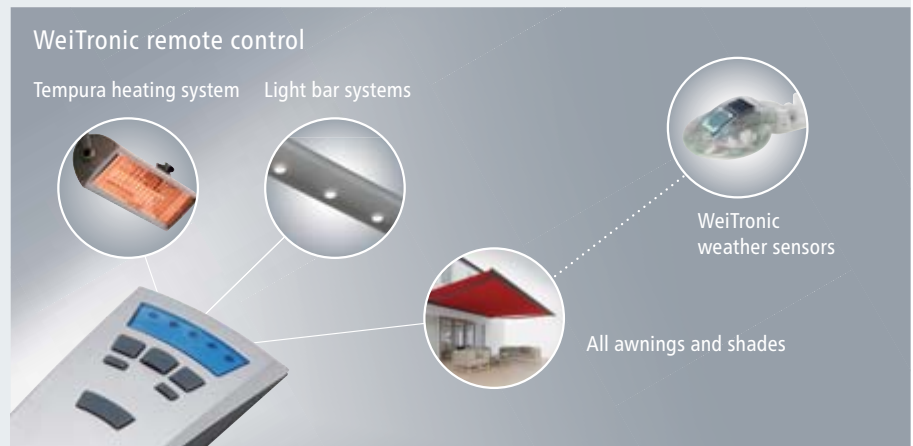 WeiTronic remote control
Tempura heating system
Light bar systems
WeiTronic
weather sensors
All awnings and shades